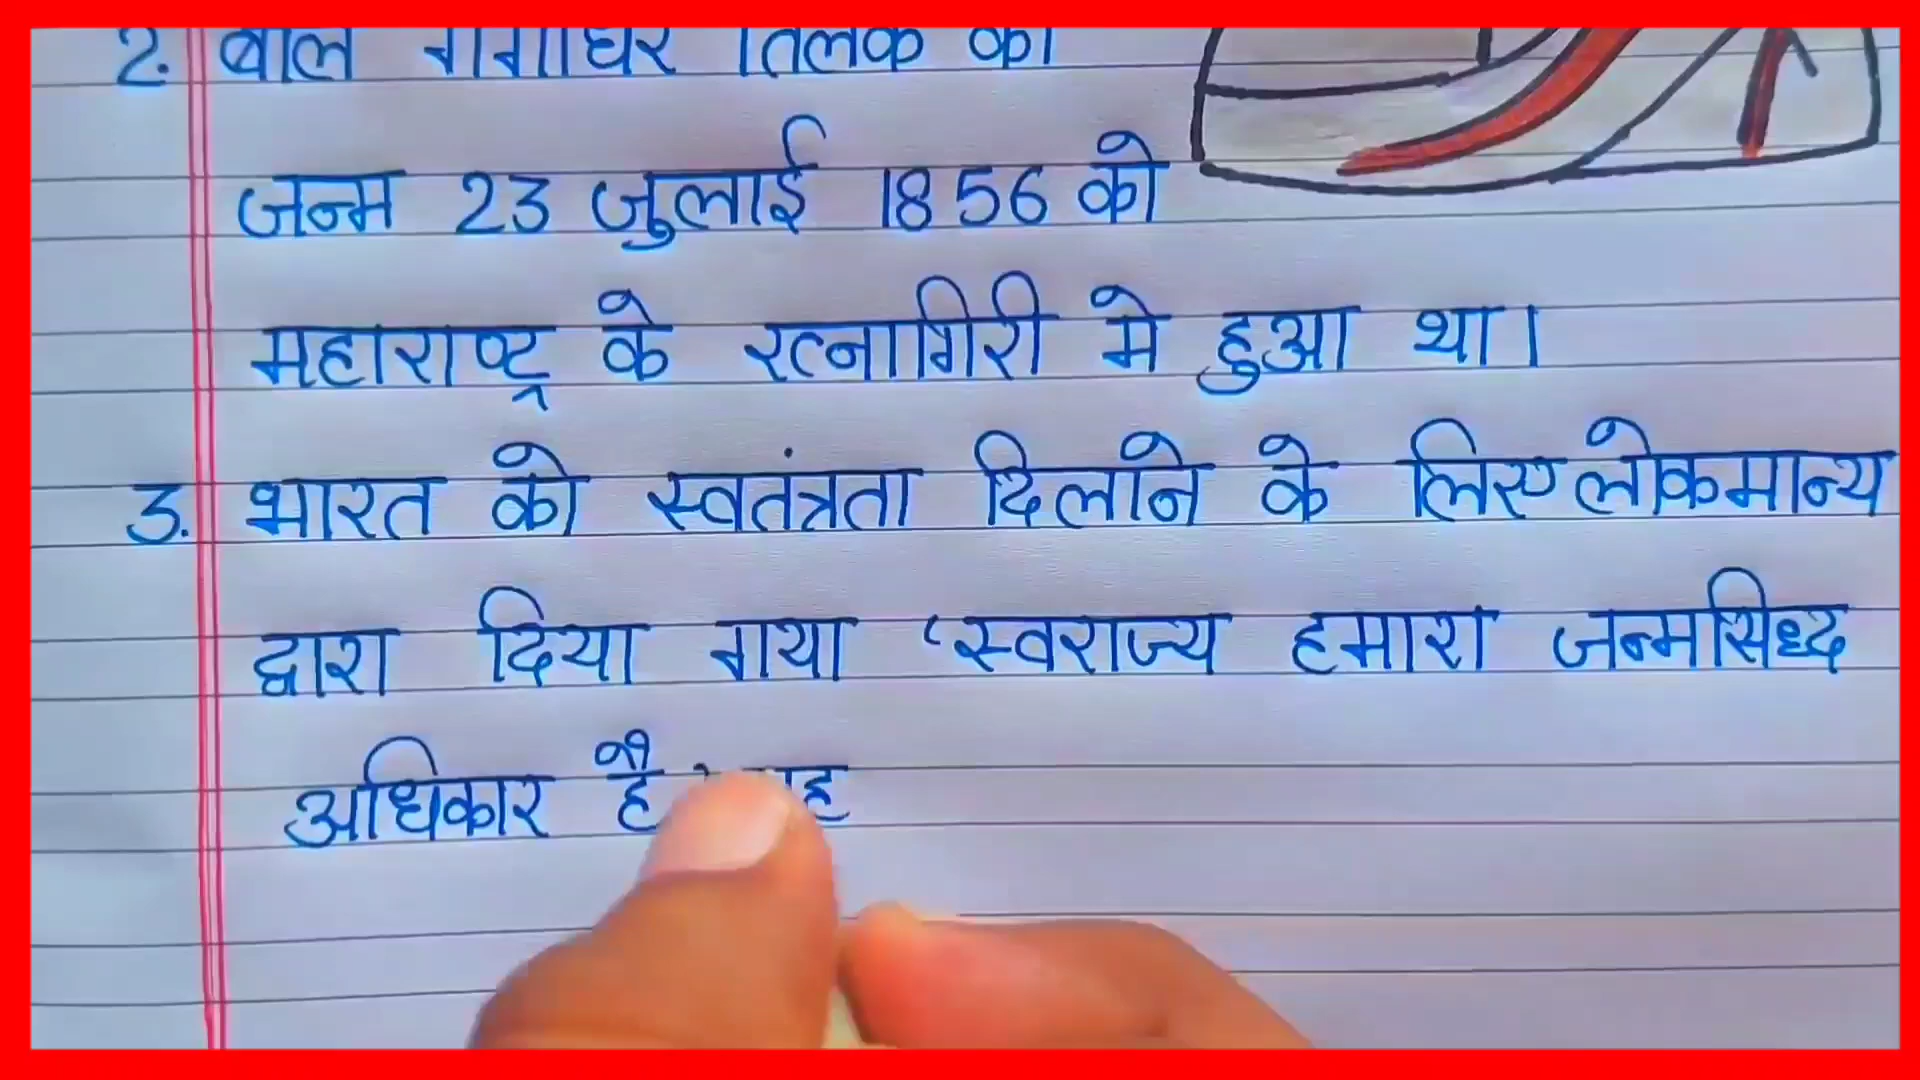 2. बाल गंगाधर तिलक का
जन्म 23 जुलाई 1856 को
महाराष्ट्र के रत्नागिरी मे हुआ था।
3. भारत को स्वतंत्रता दिलाने के लिए लोकमान्य
द्वारा दिया गया ‘स्वराज्य हमारा जन्मसिध्द
अधिकार है’